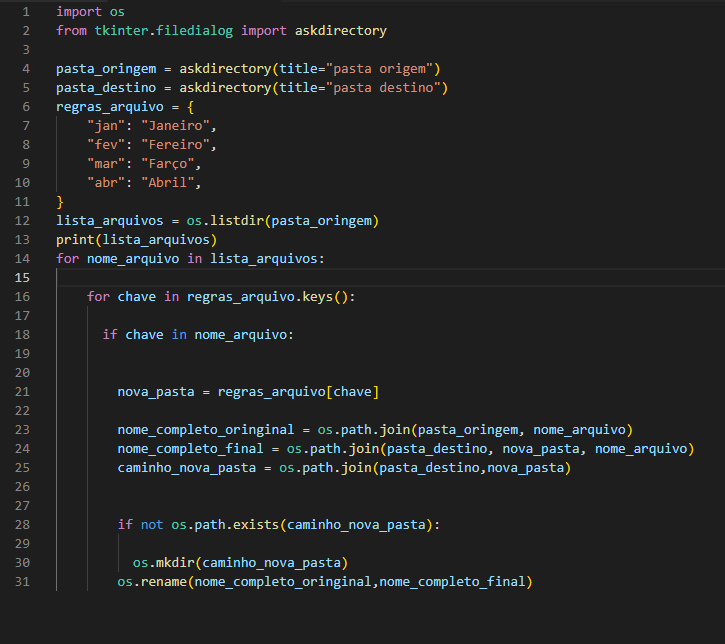 1 import os
2 from tkinter.filedialog import askdirectory
3
4 pasta_oringem = askdirectory(title="pasta origem")
5 pasta_destino = askdirectory(title="pasta destino")
6 regras_arquivo = {
7     "jan": "Janeiro",
8     "fev": "Fereiro",
9     "mar": "Farço",
10     "abr": "Abril",
11 }
12 lista_arquivos = os.listdir(pasta_oringem)
13 print(lista_arquivos)
14 for nome_arquivo in lista_arquivos:
15
16     for chave in regras_arquivo.keys():
17
18       if chave in nome_arquivo:
19
20
21         nova_pasta = regras_arquivo[chave]
22
23         nome_completo_oringinal = os.path.join(pasta_oringem, nome_arquivo)
24         nome_completo_final = os.path.join(pasta_destino, nova_pasta, nome_arquivo)
25         caminho_nova_pasta = os.path.join(pasta_destino,nova_pasta)
26
27
28         if not os.path.exists(caminho_nova_pasta):
29
30           os.mkdir(caminho_nova_pasta)
31         os.rename(nome_completo_oringinal,nome_completo_final)